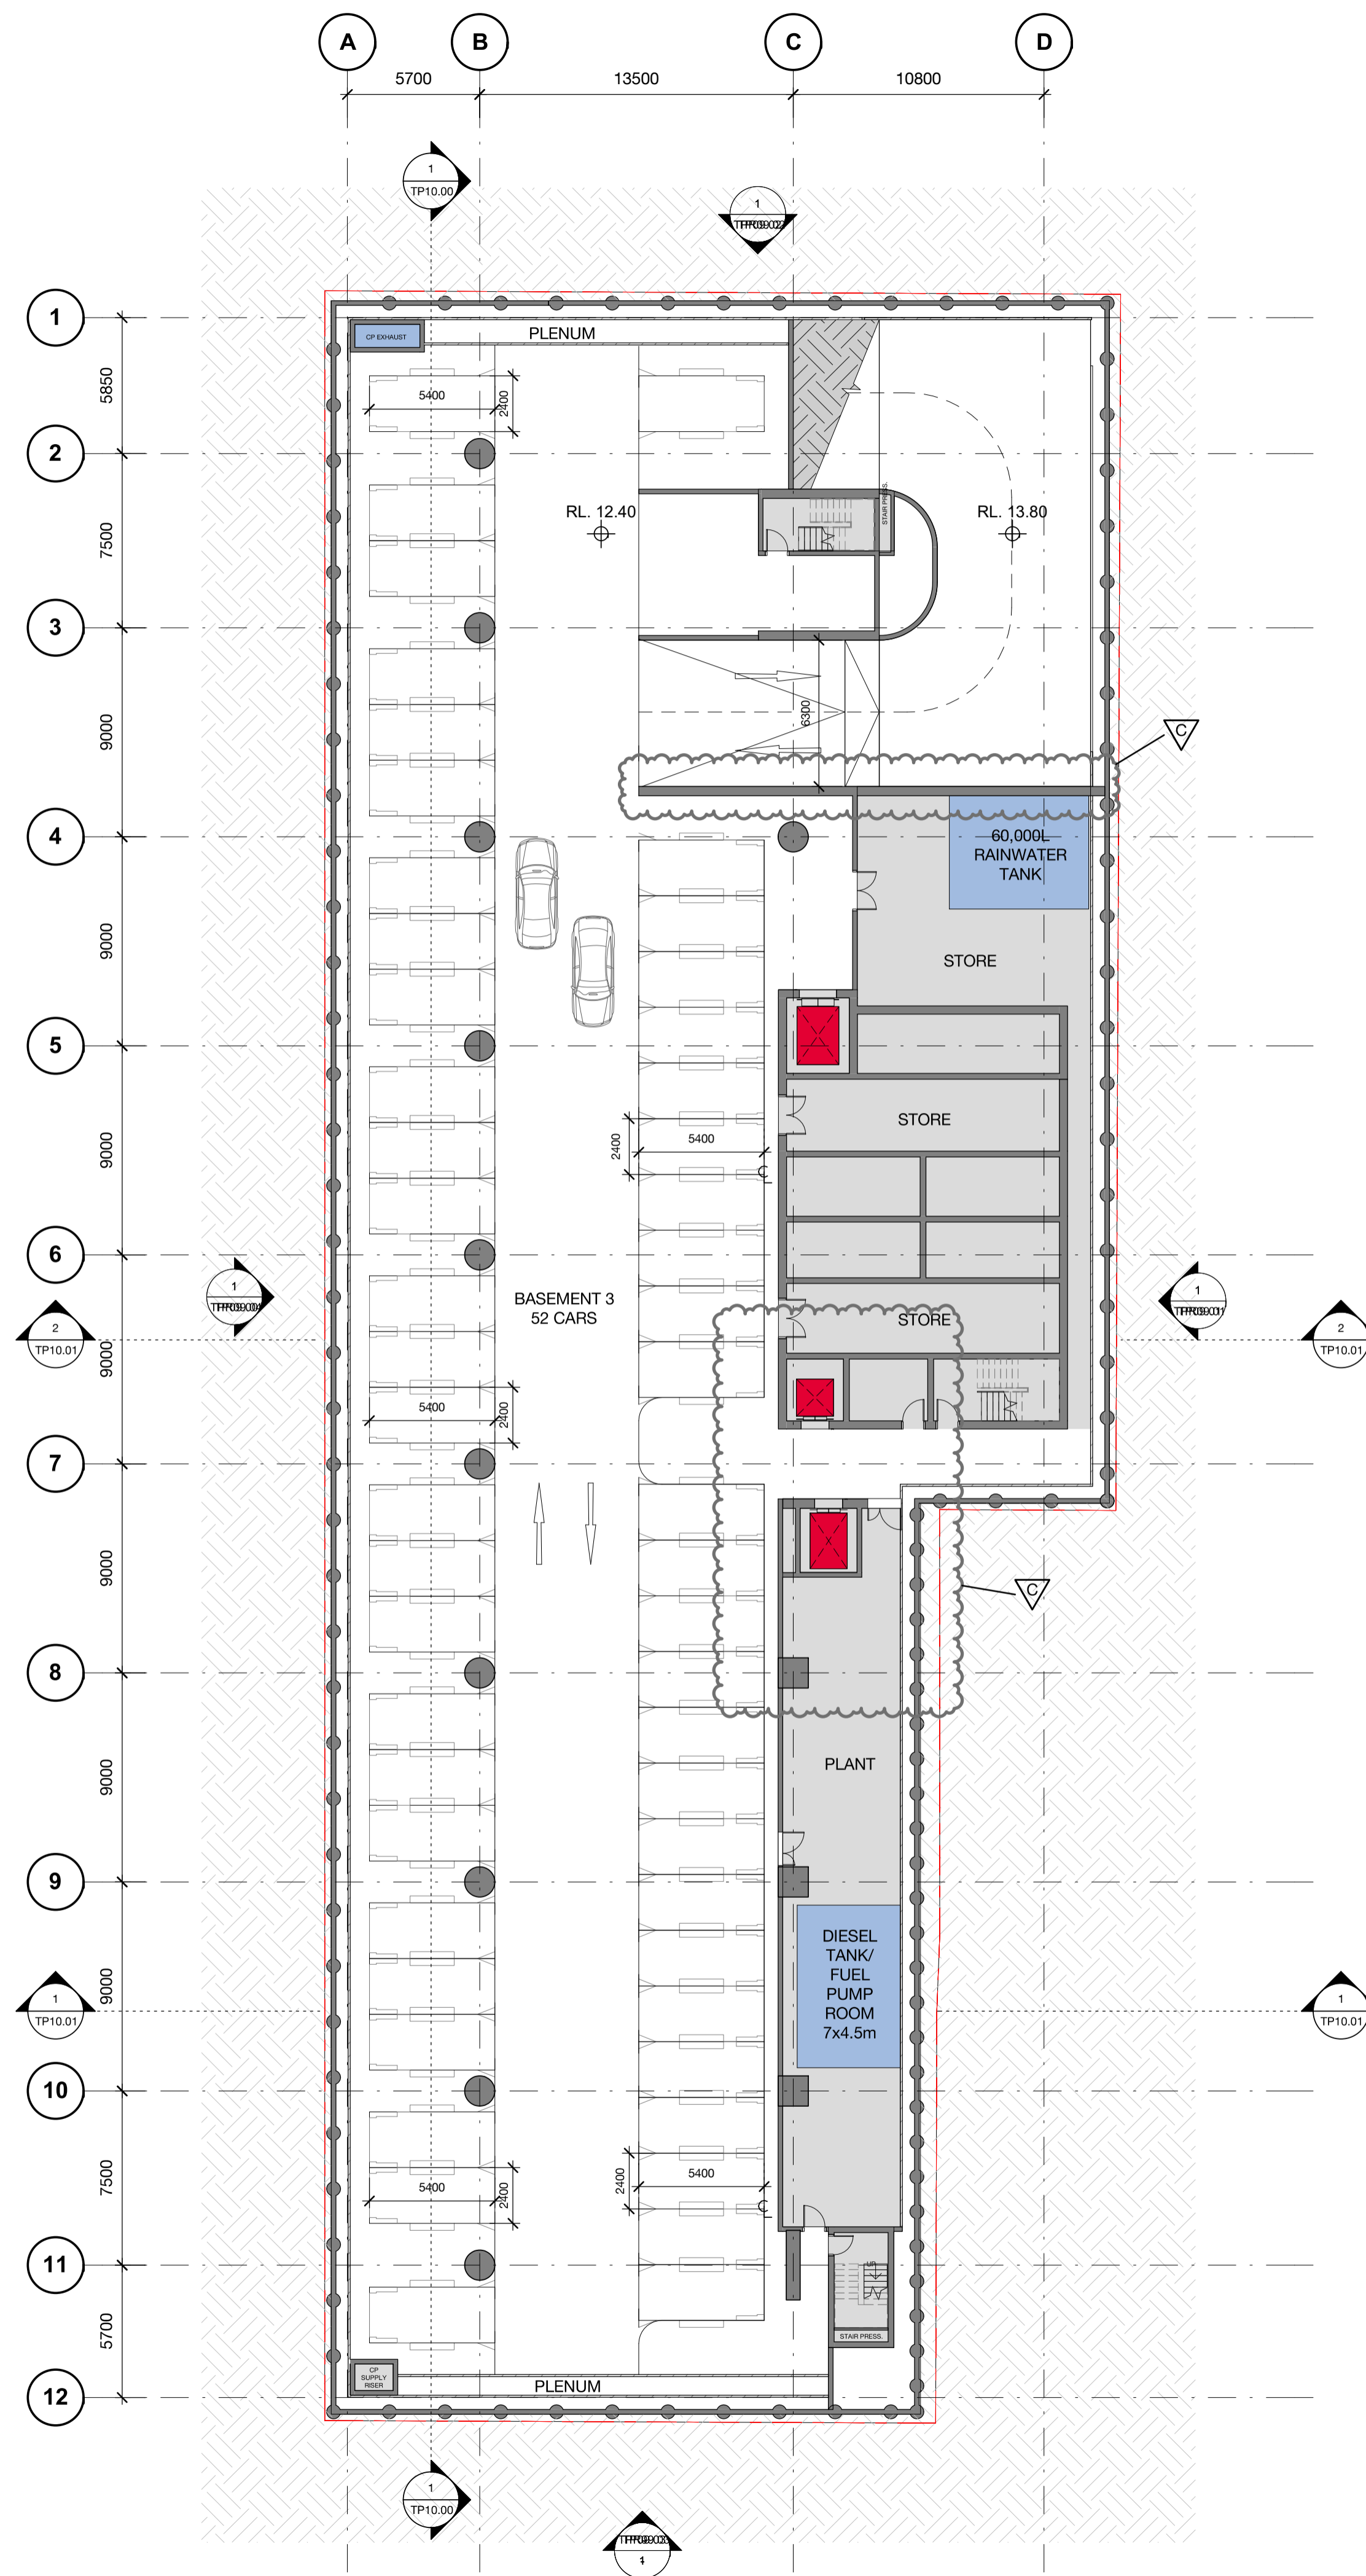 A
B
C
D
5700
13500
10800
1
TP10.00
1
1
CP EXHAUST
PLENUM
5850
5400
2400
2
RL. 12.40
STAIR PRESS.
RL. 13.80
7500
3
9000
6300
C
4
60,000L
RAINWATER
TANK
9000
STORE
5
STORE
2400
5400
9000
6
1
BASEMENT 3
52 CARS
STORE
1
2
TP10.01
2
TP10.01
9000
5400
2400
7
9000
C
8
PLANT
9000
9
DIESEL
TANK/
FUEL
PUMP
ROOM
7x4.5m
9000
1
TP10.01
1
TP10.01
10
7500
5400
2400
2400
5400
11
UP
5700
STAIR PRESS.
CP
SUPPLY
RISER
PLENUM
12
1
TP10.00